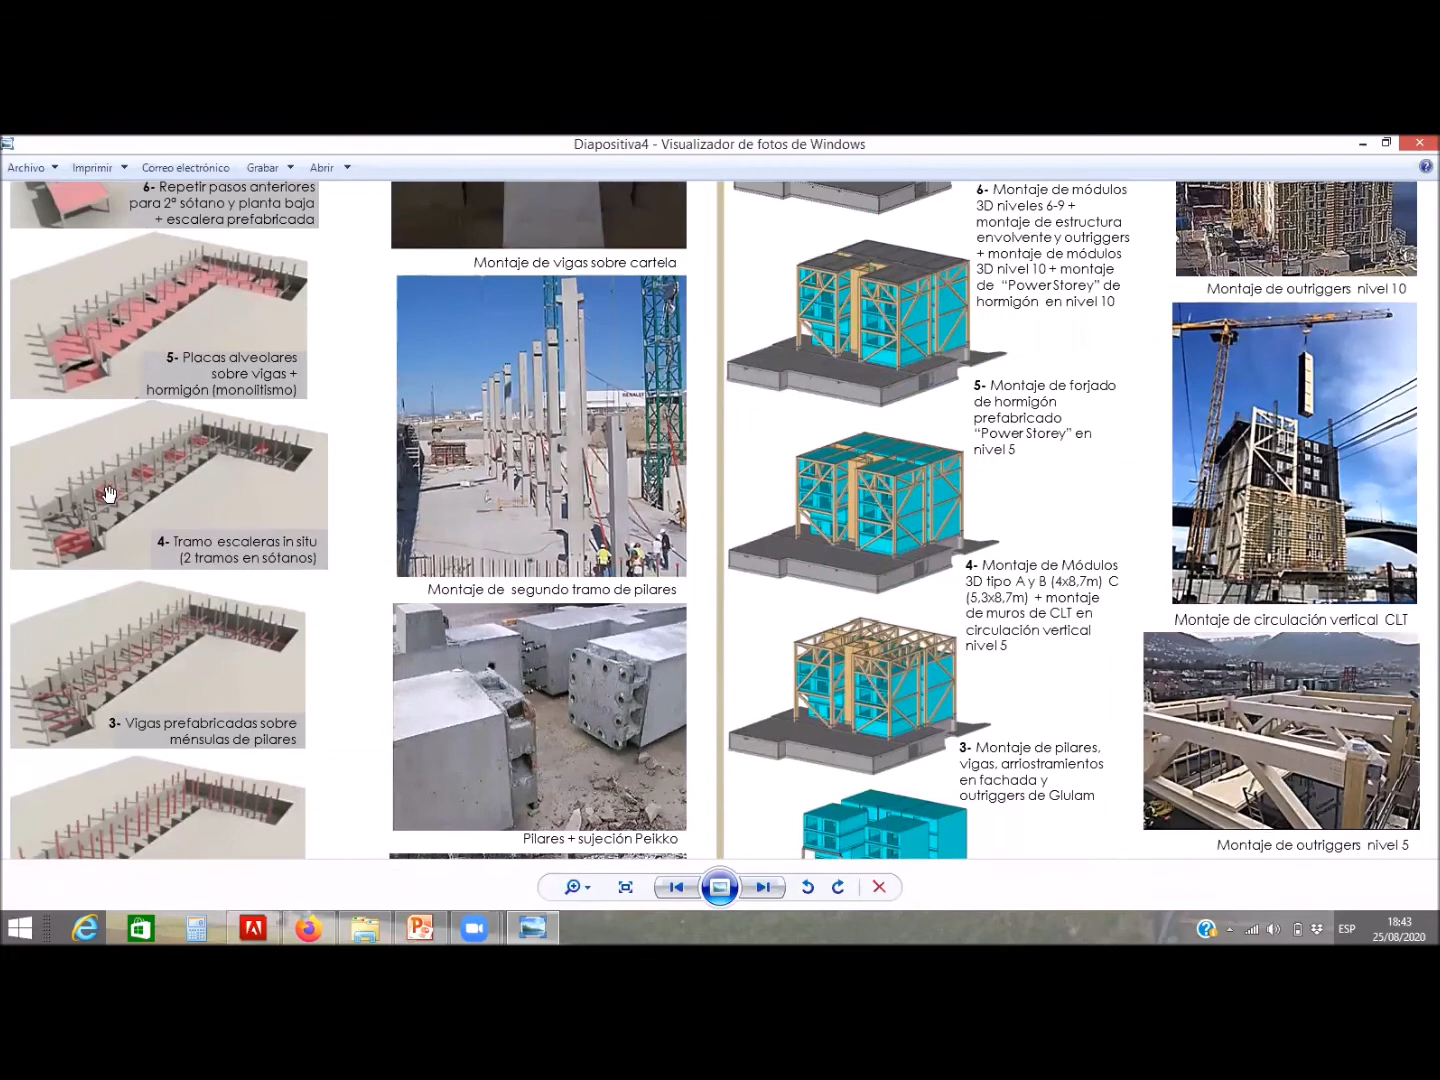 Diapositiva4 - Visualizador de fotos de Windows
Archivo Imprimir Correo electrónico Grabar Abrir
6- Repetir pasos anteriores
para 2º sótano y planta baja
+ escalera prefabricada
5- Placas alveolares
sobre vigas +
hormigón (monolitismo)
4- Tramo escaleras in situ
(2 tramos en sótanos)
3- Vigas prefabricadas sobre
ménsulas de pilares
Montaje de vigas sobre cartela
Montaje de segundo tramo de pilares
Pilares + sujeción Peikko
6- Montaje de módulos
3D niveles 6-9 +
montaje de estructura
envolvente y outriggers
+ montaje de módulos
3D nivel 10 + montaje
de “Power Storey” de
hormigón en nivel 10
5- Montaje de forjado
de hormigón
prefabricado
“Power Storey” en
nivel 5
4- Montaje de Módulos
3D tipo A y B (4x8,7m) C
(5,3x8,7m) + montaje
de muros de CLT en
circulación vertical
nivel 5
3- Montaje de pilares,
vigas, arriostramientos
en fachada y
outriggers de Glulam
Montaje de outriggers nivel 10
Montaje de circulación vertical CLT
Montaje de outriggers nivel 5
ESP
18:43
25/08/2020